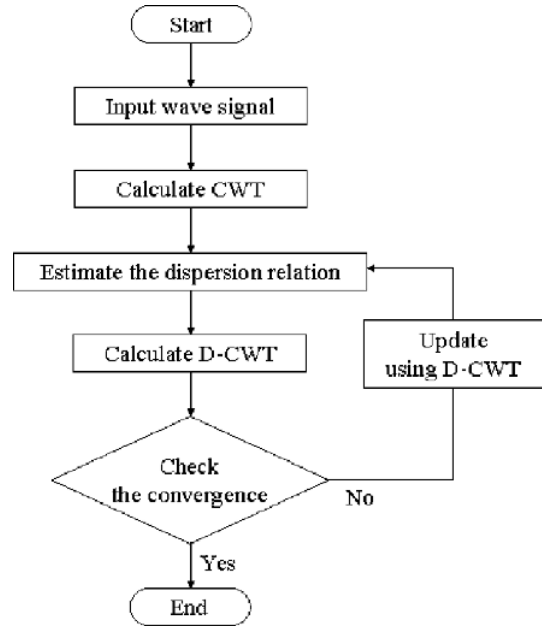 Start
Input wave signal
Calculate CWT
Estimate the dispersion relation
Calculate D-CWT
Update
using D-CWT
Check
the convergence
No
Yes
End